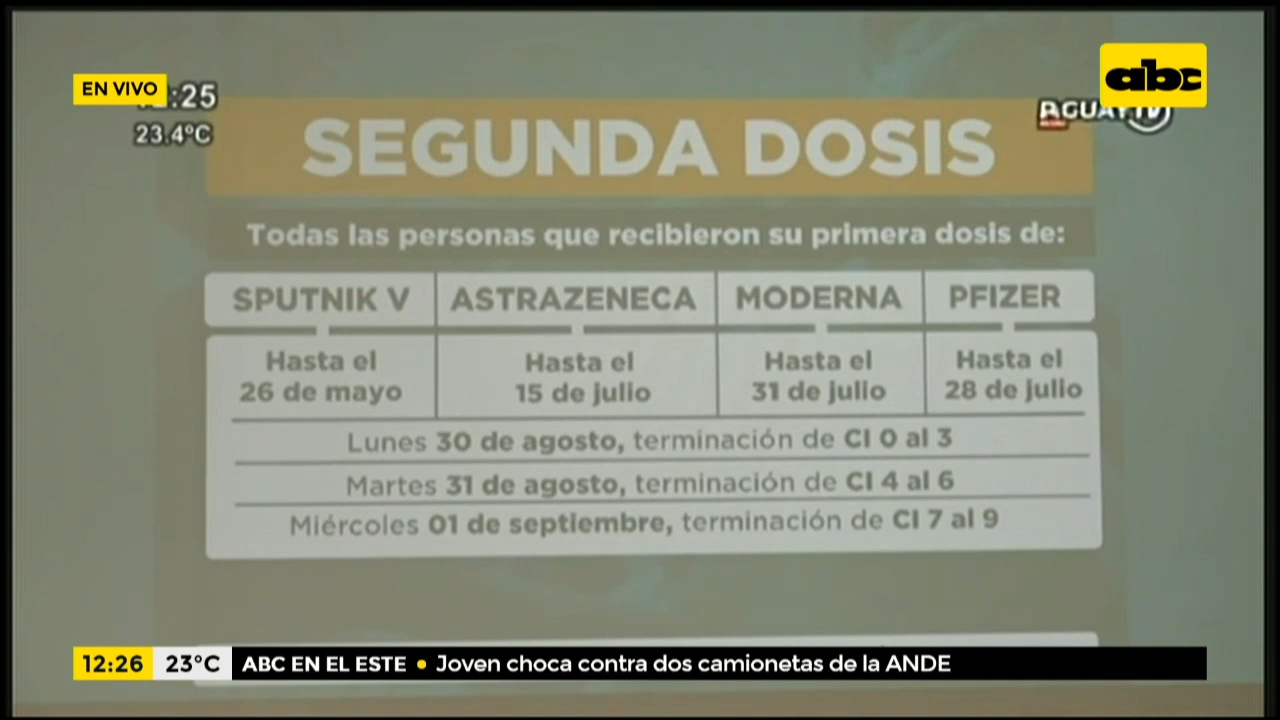 EN VIVO
:25
23.4°C
abc
AGUAY TV
SEGUNDA DOSIS
Todas las personas que recibieron su primera dosis de:
SPUTNIK V ASTRAZENECA MODERNA PFIZER
Hasta el 26 de mayo
Hasta el 15 de julio
Hasta el 31 de julio
Hasta el 28 de julio
Lunes 30 de agosto, terminación de CI 0 al 3
Martes 31 de agosto, terminación de CI 4 al 6
Miércoles 01 de septiembre, terminación de CI 7 al 9
12:26 23°C ABC EN EL ESTE • Joven choca contra dos camionetas de la ANDE